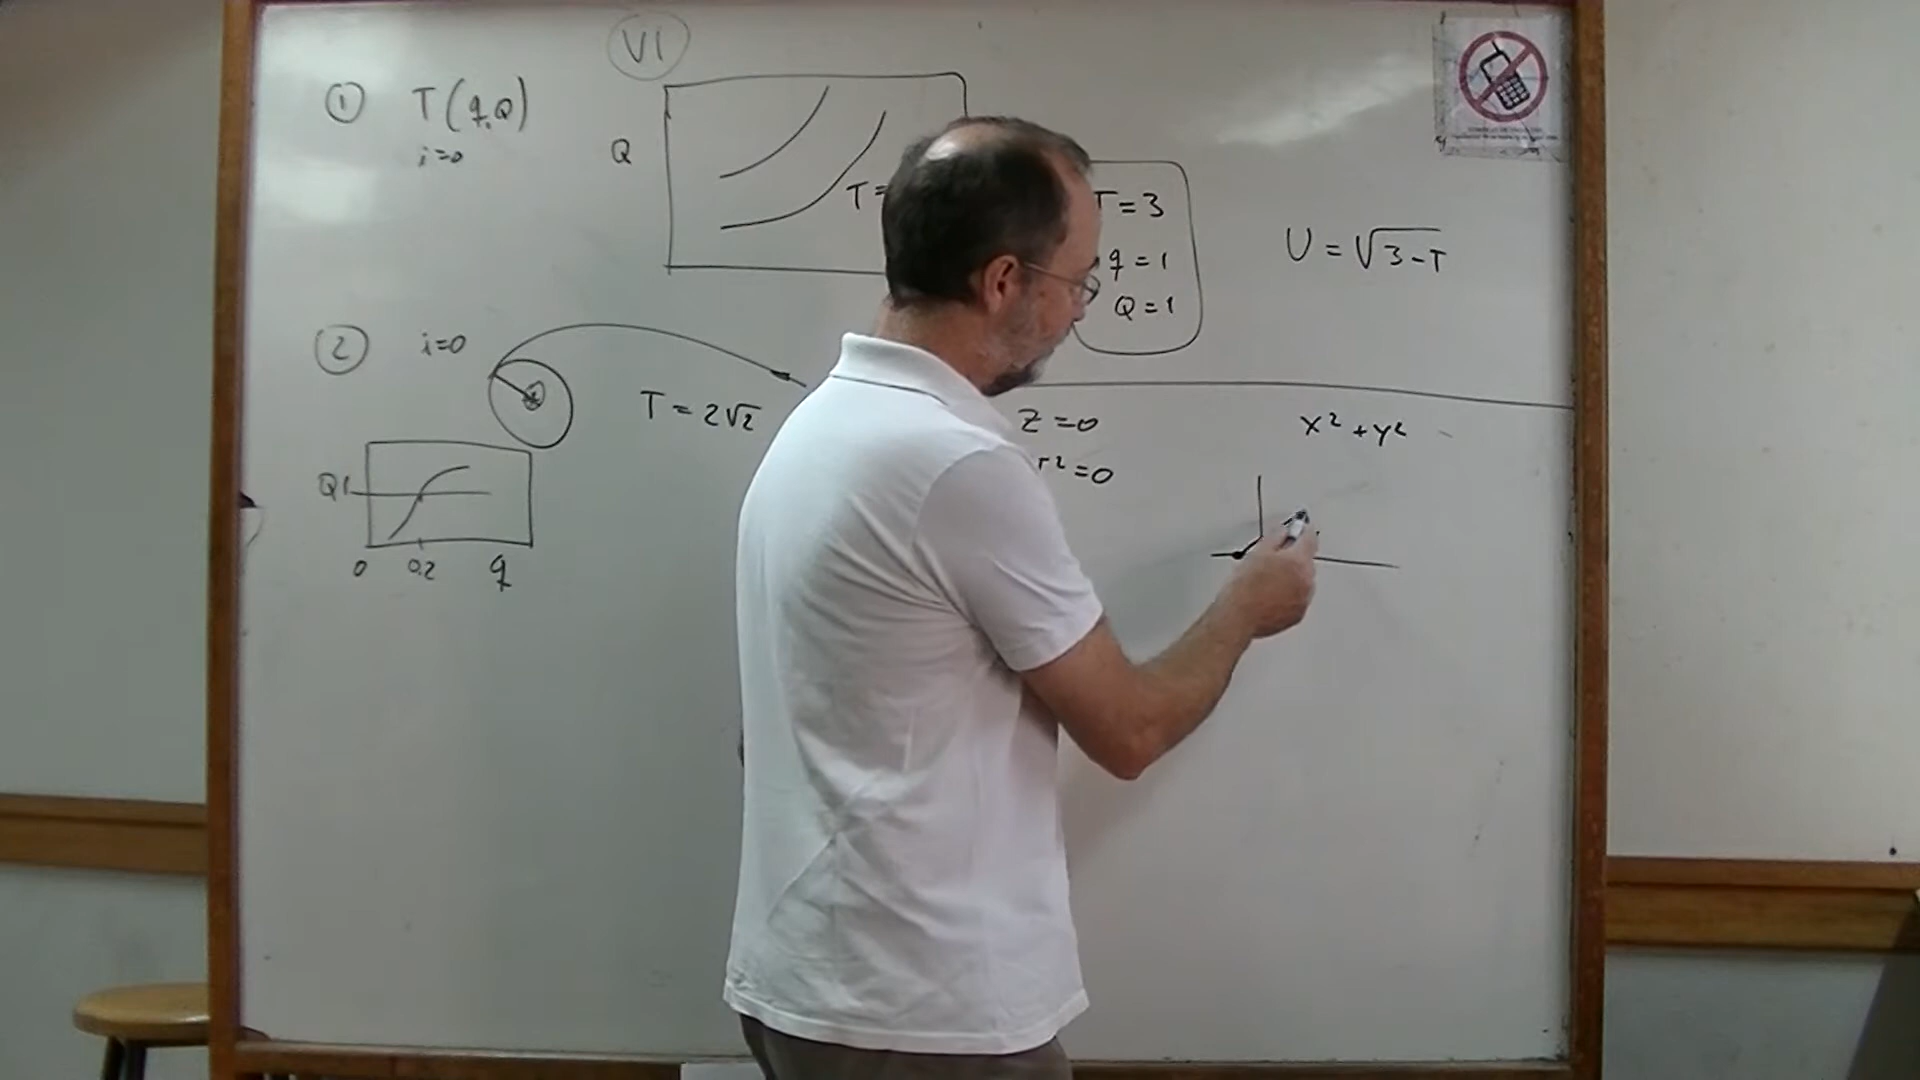 VI
① T(q,Q)
i=0
Q
T=
T=3
q=1
Q=1
U=√3-T
② i=0
T=2√2
Q1
0 0.2 q
z=0
r²=0
x²+y²